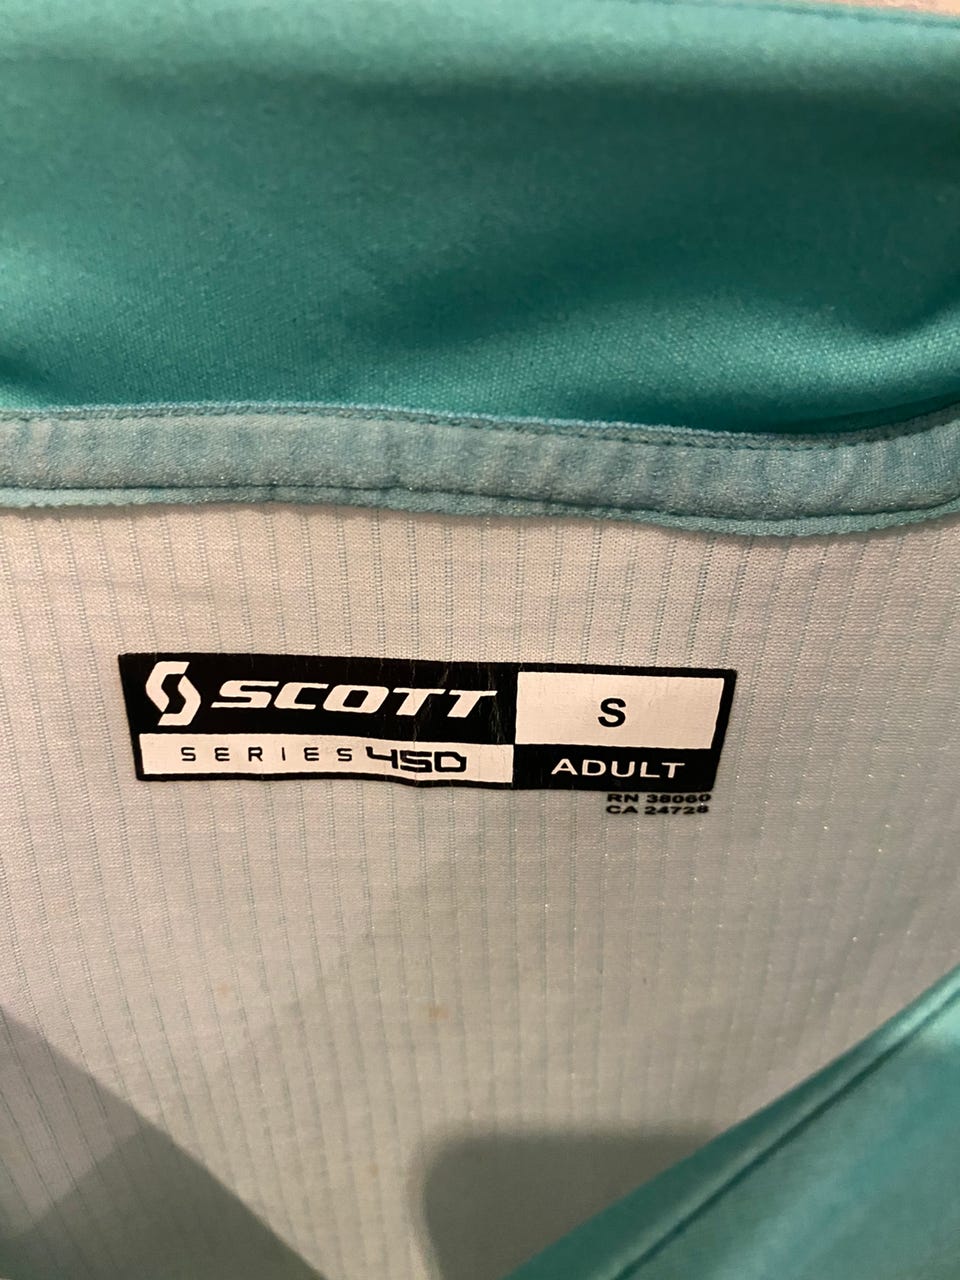 SCOTT
SERIES 450
S
ADULT
RN 38060
CA 24728